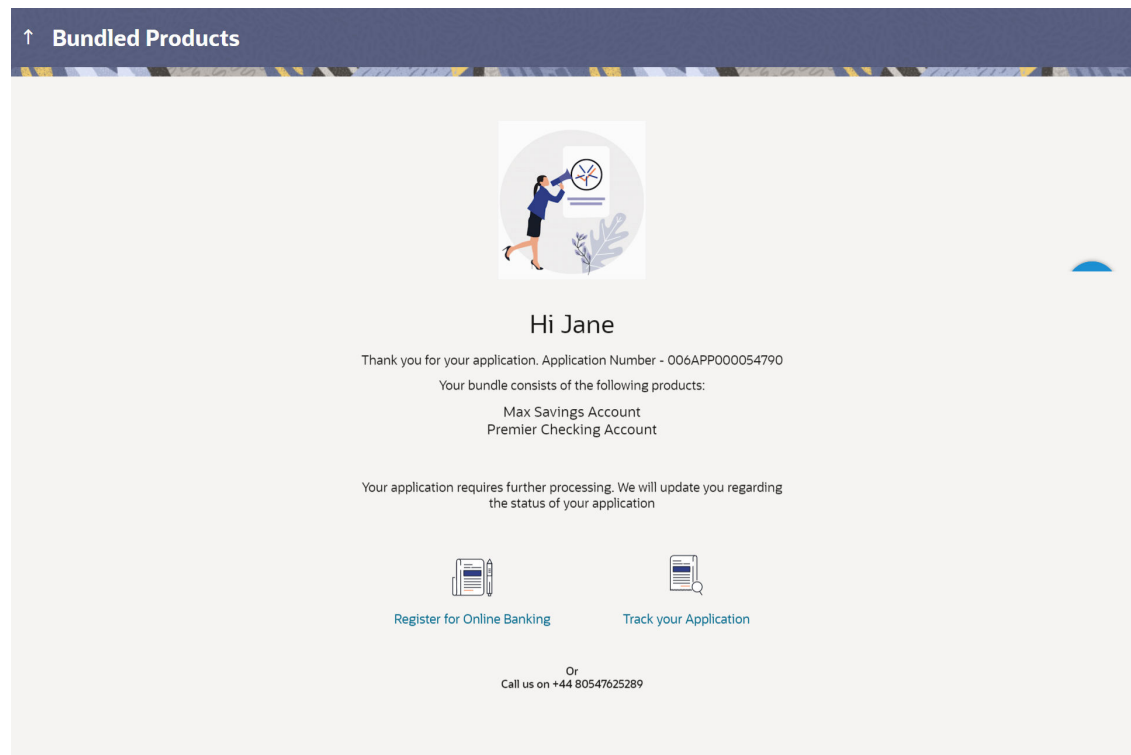 ↑ Bundled Products
Hi Jane
Thank you for your application. Application Number - 006APP000054790
Your bundle consists of the following products:
Max Savings Account
Premier Checking Account
Your application requires further processing. We will update you regarding
the status of your application
Register for Online Banking
Track your Application
Or
Call us on +44 80547625289